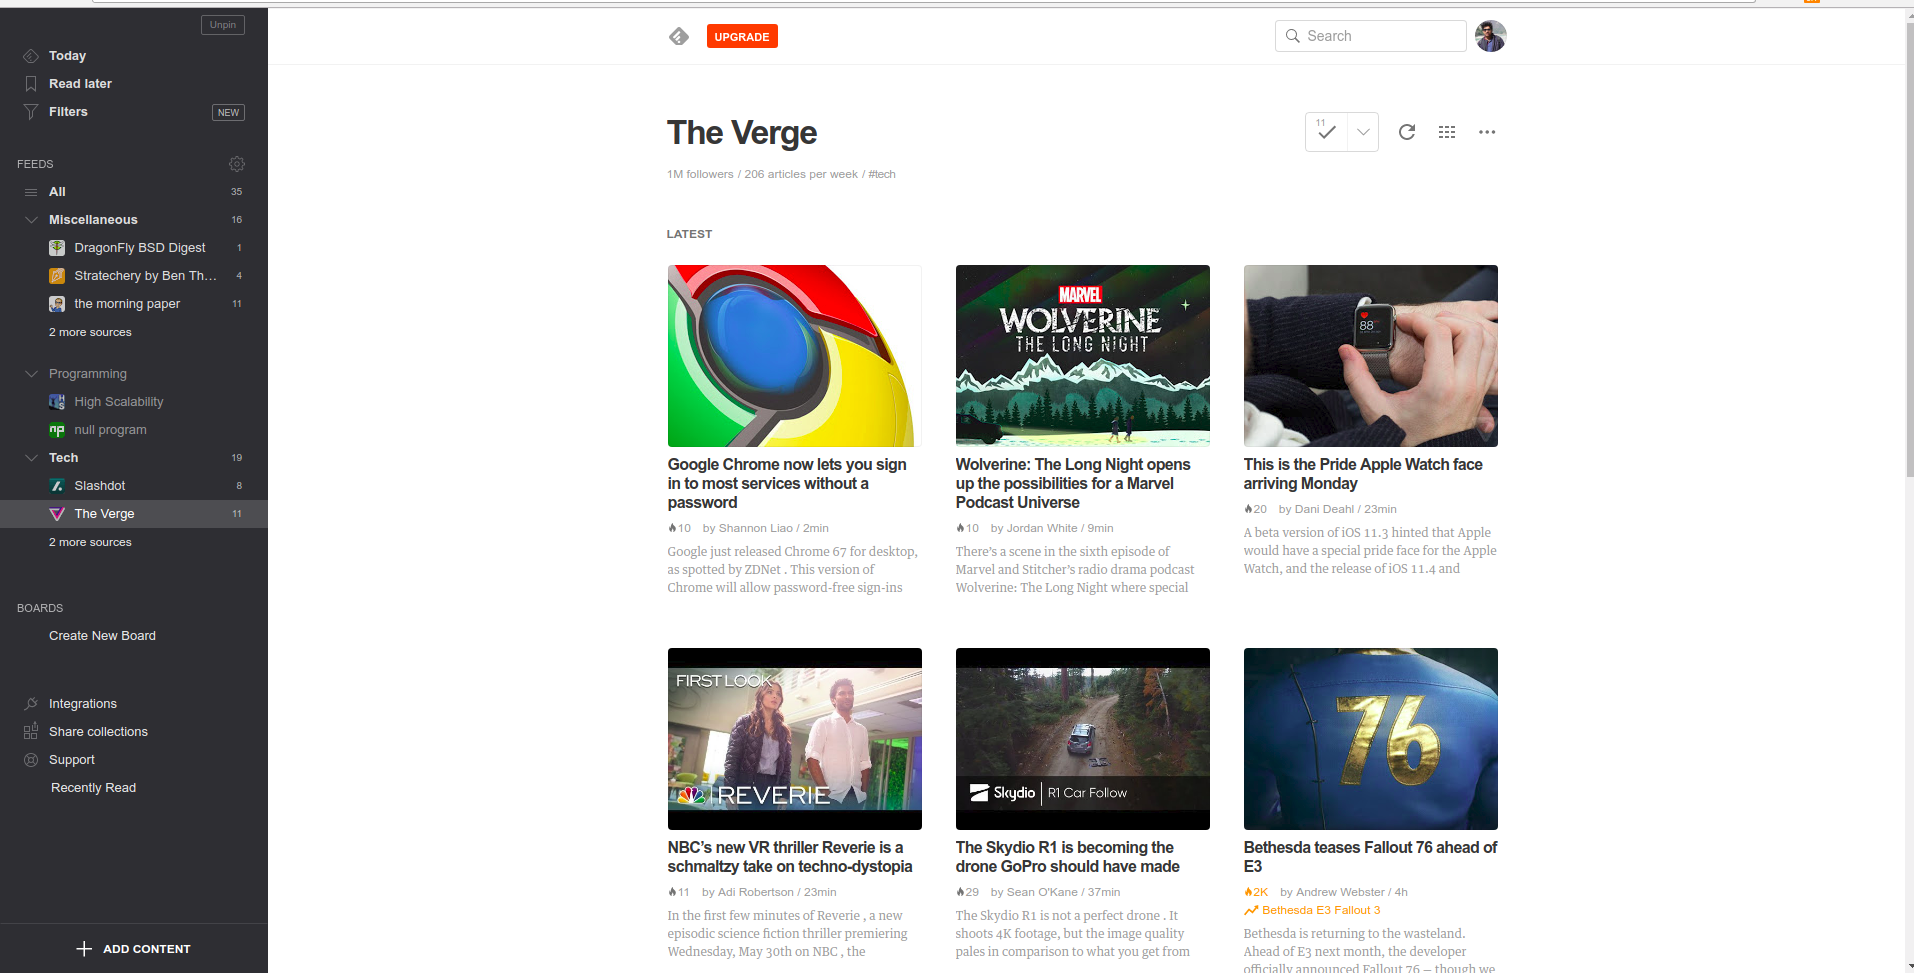 Unpin
Today
Read later
Filters
NEW
FEEDS
All
35
Miscellaneous
16
DragonFly BSD Digest
1
Stratechery by Ben Th...
4
the morning paper
11
2 more sources
Programming
High Scalability
null program
Tech
19
Slashdot
8
The Verge
11
2 more sources
BOARDS
Create New Board
Integrations
Share collections
Support
Recently Read
ADD CONTENT
UPGRADE
Search
The Verge
11
1M followers / 206 articles per week / #tech
LATEST
Google Chrome now lets you sign
in to most services without a
password
10 by Shannon Liao / 2min
Google just released Chrome 67 for desktop,
as spotted by ZDNet . This version of
Chrome will allow password-free sign-ins
MARVEL
WOLVERINE
THE LONG NIGHT
Wolverine: The Long Night opens
up the possibilities for a Marvel
Podcast Universe
10 by Jordan White / 9min
There’s a scene in the sixth episode of
Marvel and Stitcher’s radio drama podcast
Wolverine: The Long Night where special
88
This is the Pride Apple Watch face
arriving Monday
20 by Dani Deahl / 23min
A beta version of iOS 11.3 hinted that Apple
would have a special pride face for the Apple
Watch, and the release of iOS 11.4 and
FIRST LOOK
REVERIE
NBC’s new VR thriller Reverie is a
schmaltzy take on techno-dystopia
11 by Adi Robertson / 23min
In the first few minutes of Reverie , a new
episodic science fiction thriller premiering
Wednesday, May 30th on NBC , the
Skydio R1 Car Follow
The Skydio R1 is becoming the
drone GoPro should have made
29 by Sean O'Kane / 37min
The Skydio R1 is not a perfect drone . It
shoots 4K footage, but the image quality
pales in comparison to what you get from
76
Bethesda teases Fallout 76 ahead of
E3
2K by Andrew Webster / 4h
Bethesda E3 Fallout 3
Bethesda is returning to the wasteland.
Ahead of E3 next month, the developer
officially announced Fallout 76 – though we